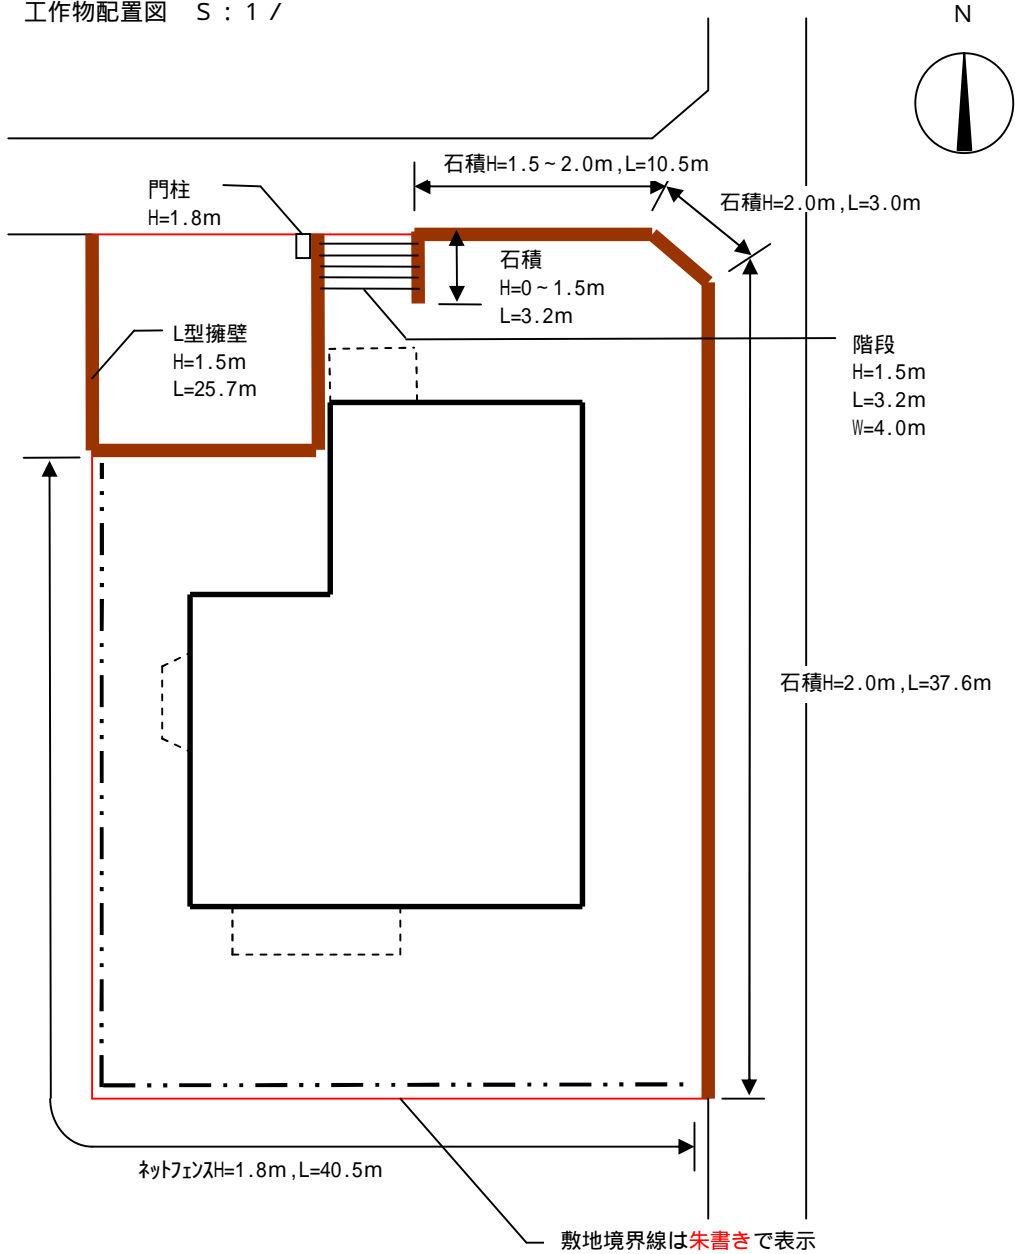 工作物配置図 S:1/
N
石積H=1.5~2.0m,L=10.5m
門柱
H=1.8m
石積H=2.0m,L=3.0m
石積
H=0~1.5m
L=3.2m
L型擁壁
H=1.5m
L=25.7m
階段
H=1.5m
L=3.2m
W=4.0m
石積H=2.0m,L=37.6m
ネットフェンスH=1.8m,L=40.5m
敷地境界線は朱書きで表示